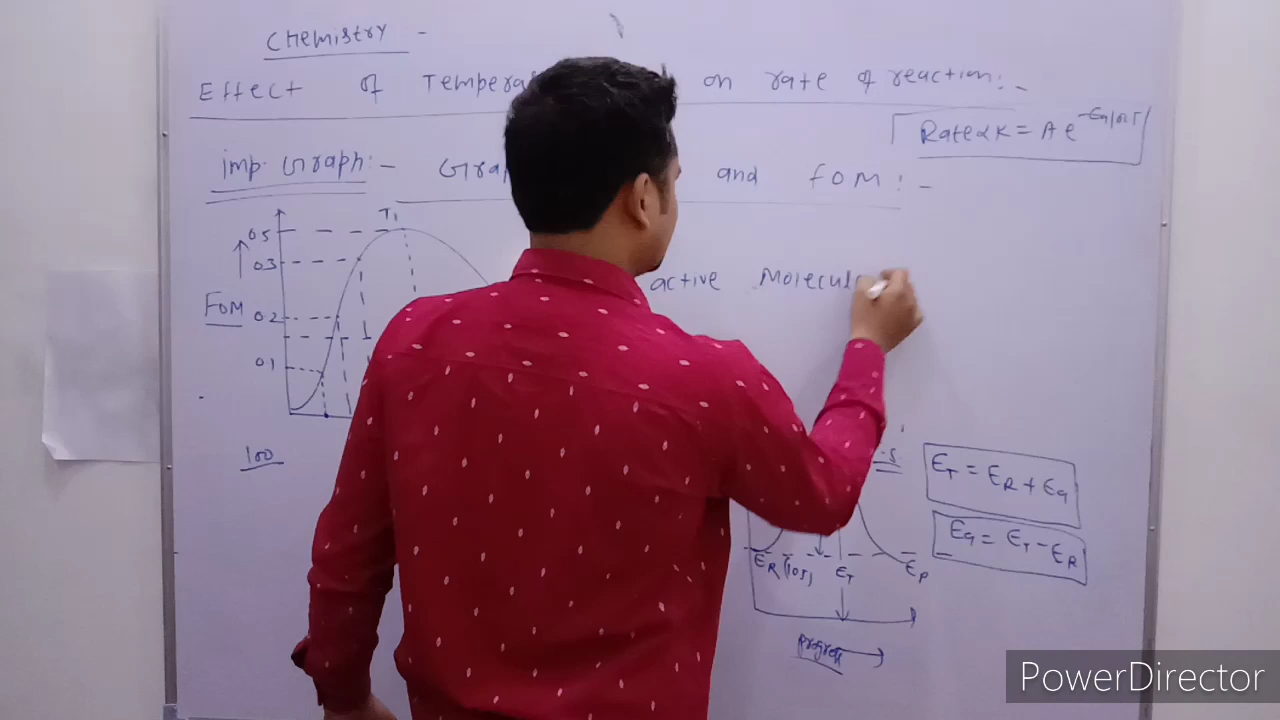 Chemistry -
Effect of Tempera on rate of reaction:-
Rate α K = A e^-Ea/RT
imp. Graph:- Gra and fOM:-
T1
0.5
0.3
FOM 0.2
0.1
active Molecul
100
ET = ER + Ea
Ea = ET - ER
ER (10J) ET EP
progress
PowerDirector